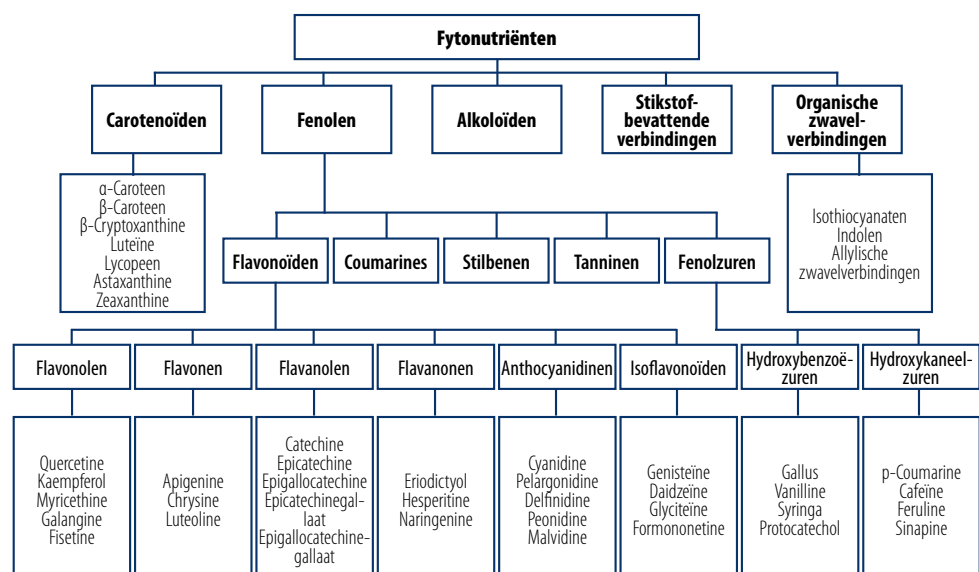 Fytonutriënten
Carotenoïden
Fenolen
Alkoloïden
Stikstof-
bevattende
verbindingen
Organische
zwavel-
verbindingen
α-Caroteen
β-Caroteen
β-Cryptoxanthine
Luteïne
Lycopeen
Astaxanthine
Zeaxanthine
Isothiocyanaten
Indolen
Allylische
zwavelverbindingen
Flavonoïden
Coumarines
Stilbenen
Tanninen
Fenolzuren
Flavonolen
Flavonen
Flavanolen
Flavanonen
Anthocyanidinen
Isoflavonoïden
Hydroxybenzoë-
zuren
Hydroxykaneel-
zuren
Quercetine
Kaempferol
Myricethine
Galangine
Fisetine
Apigenine
Chrysine
Luteoline
Catechine
Epicatechine
Epigallocatechine
Epicatechinegal-
laat
Epigallocatechine-
gallaat
Eriodictyol
Hesperitine
Naringenine
Cyanidine
Pelargonidine
Delfinidine
Peonidine
Malvidine
Genisteïne
Daidzeïne
Glyciteïne
Formononetine
Gallus
Vanilline
Syringa
Protocatechol
p-Coumarine
Cafeïne
Feruline
Sinapine